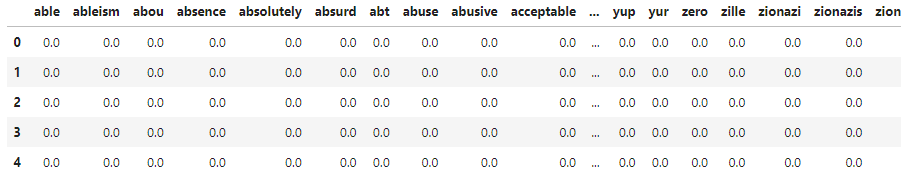 able ableism abou absence absolutely absurd abt abuse abusive acceptable ... yup yur zero zille zionazi zionazis zion
0 0.0 0.0 0.0 0.0 0.0 0.0 0.0 0.0 0.0 0.0 ... 0.0 0.0 0.0 0.0 0.0 0.0
1 0.0 0.0 0.0 0.0 0.0 0.0 0.0 0.0 0.0 0.0 ... 0.0 0.0 0.0 0.0 0.0 0.0
2 0.0 0.0 0.0 0.0 0.0 0.0 0.0 0.0 0.0 0.0 ... 0.0 0.0 0.0 0.0 0.0 0.0
3 0.0 0.0 0.0 0.0 0.0 0.0 0.0 0.0 0.0 0.0 ... 0.0 0.0 0.0 0.0 0.0 0.0
4 0.0 0.0 0.0 0.0 0.0 0.0 0.0 0.0 0.0 0.0 ... 0.0 0.0 0.0 0.0 0.0 0.0